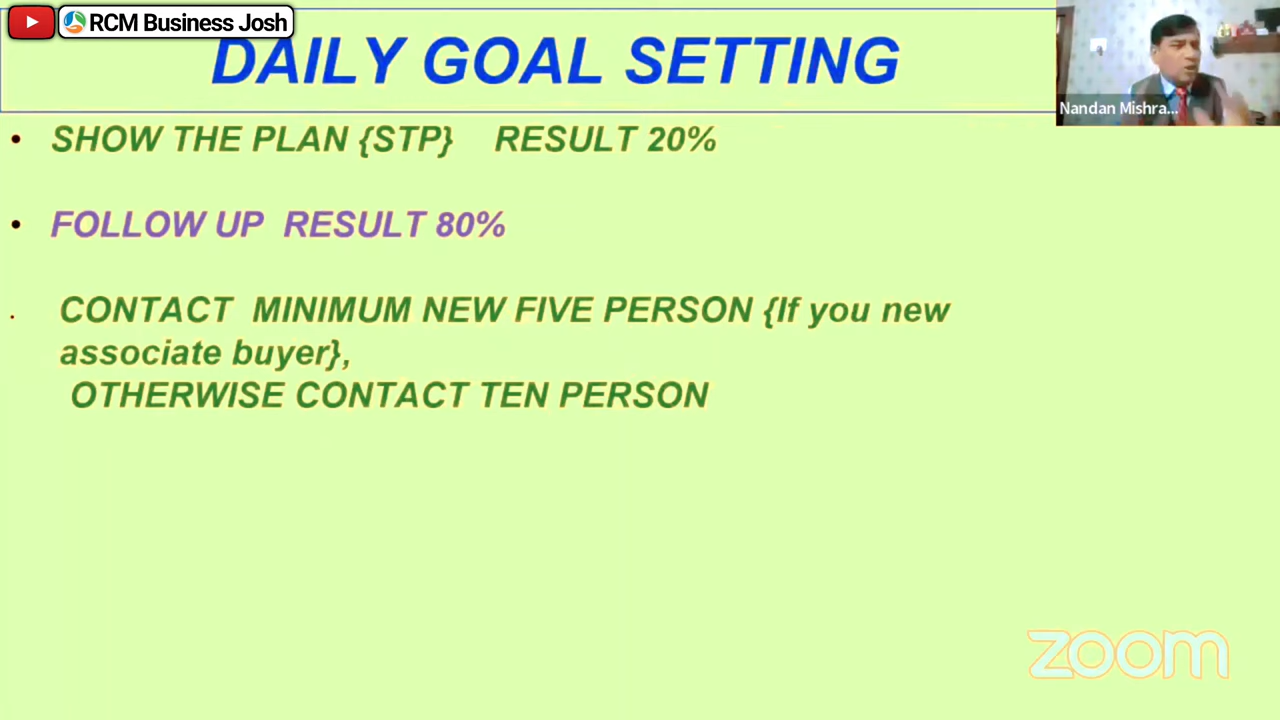 RCM Business Josh
DAILY GOAL SETTING
Nandan Mishra...
• SHOW THE PLAN {STP} RESULT 20%
• FOLLOW UP RESULT 80%
. CONTACT MINIMUM NEW FIVE PERSON {If you new
associate buyer},
OTHERWISE CONTACT TEN PERSON
zoom